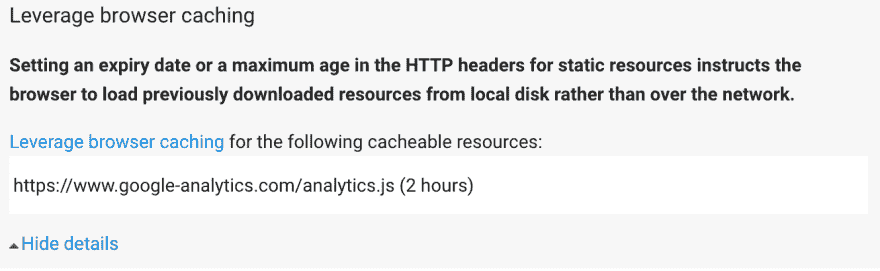 Leverage browser caching
Setting an expiry date or a maximum age in the HTTP headers for static resources instructs the
browser to load previously downloaded resources from local disk rather than over the network.
Leverage browser caching for the following cacheable resources:
https://www.google-analytics.com/analytics.js (2 hours)
Hide details